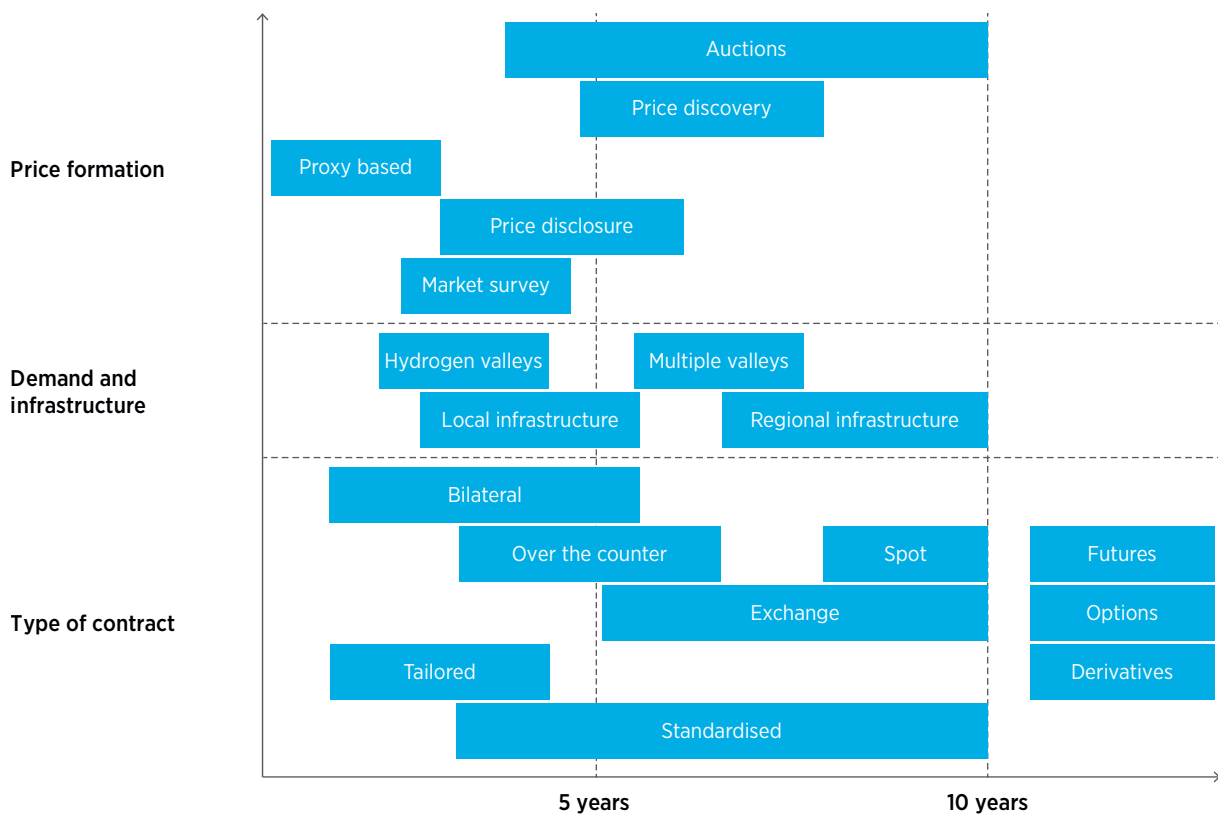 Price formation
Auctions
Price discovery
Proxy based
Price disclosure
Market survey
Demand and
infrastructure
Hydrogen valleys
Multiple valleys
Local infrastructure
Regional infrastructure
Type of contract
Bilateral
Over the counter
Spot
Futures
Exchange
Options
Tailored
Derivatives
Standardised
5 years
10 years